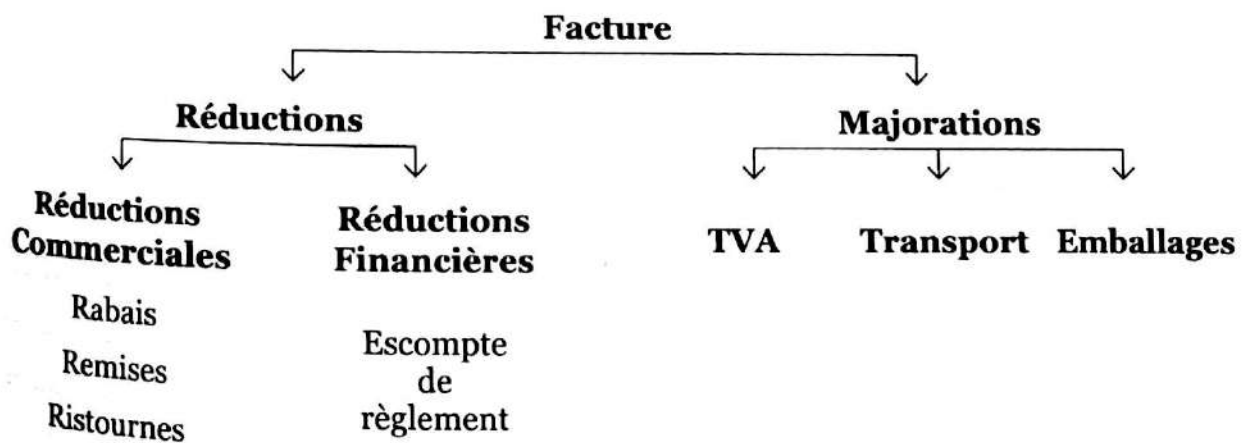 Facture
Réductions
Majorations
Réductions
Commerciales
Rabais
Remises
Ristournes
Réductions
Financières
Escompte
de
règlement
TVA
Transport
Emballages